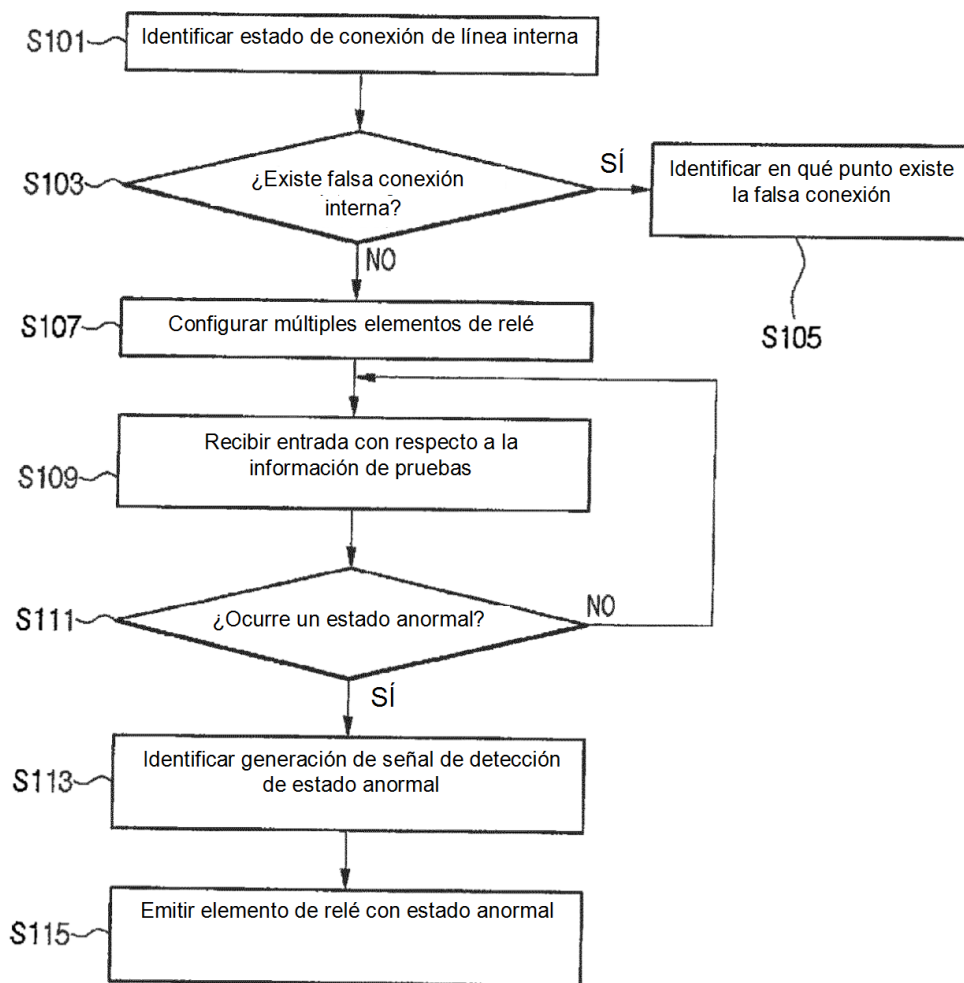 S101
Identificar estado de conexión de línea interna
S103
¿Existe falsa conexión
interna?
SÍ
Identificar en qué punto existe
la falsa conexión
S105
NO
S107
Configurar múltiples elementos de relé
S109
Recibir entrada con respecto a la
información de pruebas
S111
¿Ocurre un estado anormal?
NO
SÍ
S113
Identificar generación de señal de detección
de estado anormal
S115
Emitir elemento de relé con estado anormal